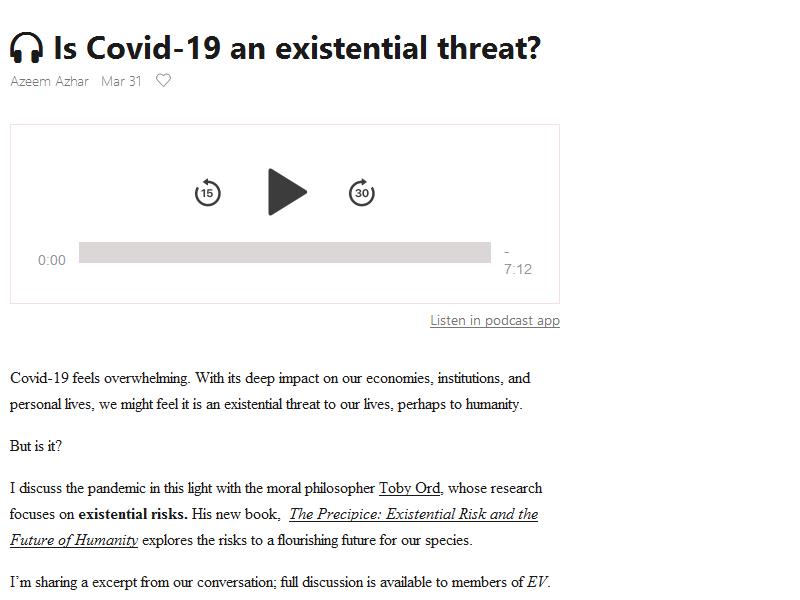 Is Covid-19 an existential threat?
Azeem Azhar Mar 31
15 30
0:00
-
7:12
Listen in podcast app
Covid-19 feels overwhelming. With its deep impact on our economies, institutions, and
personal lives, we might feel it is an existential threat to our lives, perhaps to humanity.
But is it?
I discuss the pandemic in this light with the moral philosopher Toby Ord, whose research
focuses on existential risks. His new book, The Precipice: Existential Risk and the
Future of Humanity explores the risks to a flourishing future for our species.
I’m sharing a excerpt from our conversation; full discussion is available to members of EV.